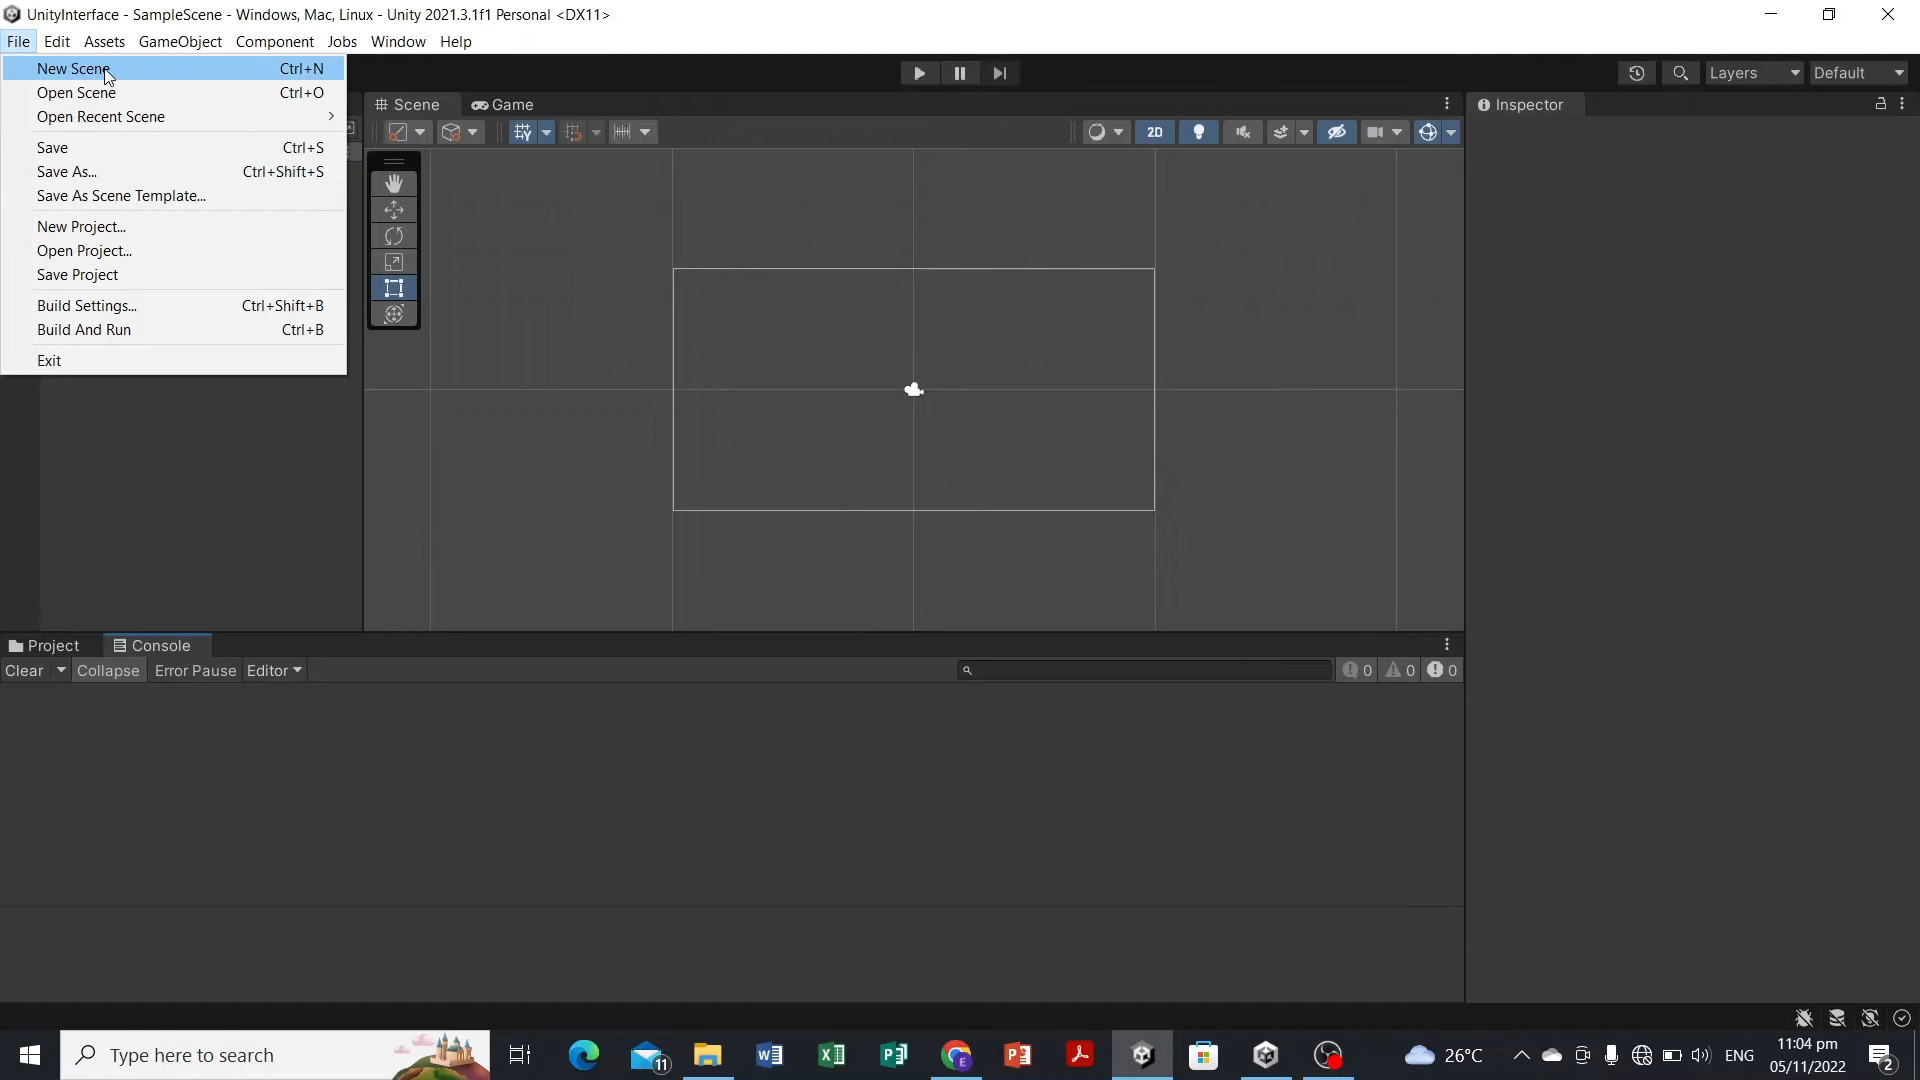 UnityInterface - SampleScene - Windows, Mac, Linux - Unity 2021.3.1f1 Personal <DX11>
File Edit Assets GameObject Component Jobs Window Help
New Scene Ctrl+N
Open Scene Ctrl+O
Open Recent Scene
Save Ctrl+S
Save As... Ctrl+Shift+S
Save As Scene Template...
New Project...
Open Project...
Save Project
Build Settings... Ctrl+Shift+B
Build And Run Ctrl+B
Exit
Layers Default
Scene Game
2D
Inspector
Project Console
Clear Collapse Error Pause Editor
0 0 0
Type here to search
11
26°C
ENG
11:04 pm
05/11/2022
2